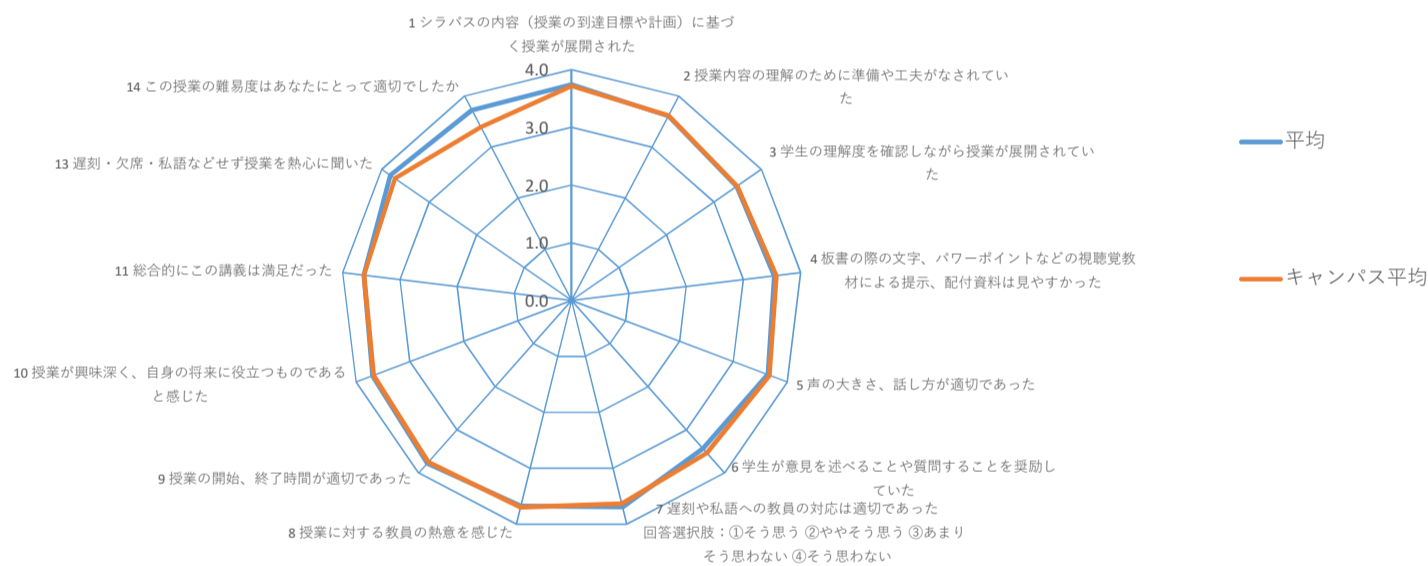 1 シラバスの内容（授業の到達目標や計画）に基づ
く授業が展開された
2 授業内容の理解のために準備や工夫がなされてい
た
3 学生の理解度を確認しながら授業が展開されてい
た
4 板書の際の文字、パワーポイントなどの視聴覚教
材による提示、配付資料は見やすかった
5 声の大きさ、話し方が適切であった
6 学生が意見を述べることや質問することを奨励し
ていた
7 遅刻や私語への教員の対応は適切であった
回答選択肢：①そう思う ②ややそう思う ③あまり
そう思わない ④そう思わない
8 授業に対する教員の熱意を感じた
9 授業の開始、終了時間が適切であった
10 授業が興味深く、自身の将来に役立つものである
と感じた
11 総合的にこの講義は満足だった
13 遅刻・欠席・私語などせず授業を熱心に聞いた
14 この授業の難易度はあなたにとって適切でしたか
4.0
3.0
2.0
1.0
0.0
平均
キャンパス平均